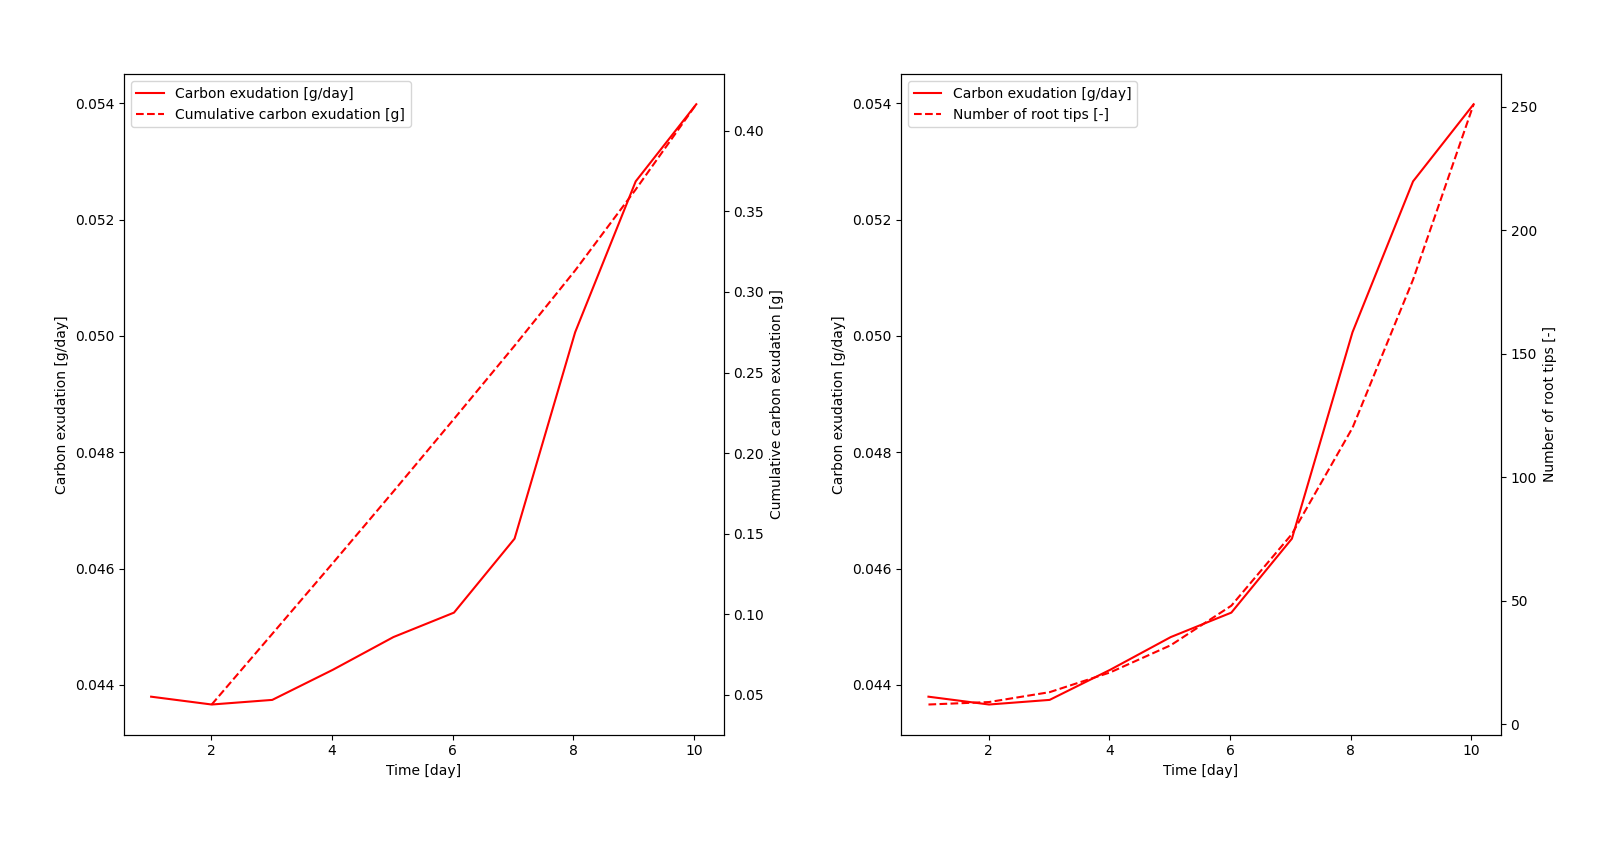 Carbon exudation [g/day]
Cumulative carbon exudation [g]
0.054
0.052
0.050
0.048
0.046
0.044
Carbon exudation [g/day]
0.40
0.35
0.30
0.25
0.20
0.15
0.10
0.05
Cumulative carbon exudation [g]
2 4 6 8 10
Time [day]
Carbon exudation [g/day]
Number of root tips [-]
0.054
0.052
0.050
0.048
0.046
0.044
Carbon exudation [g/day]
250
200
150
100
50
0
Number of root tips [-]
2 4 6 8 10
Time [day]